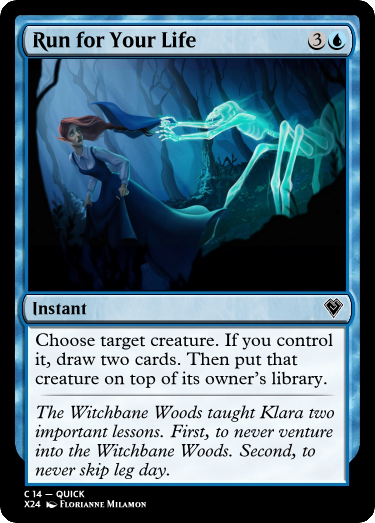 Run for Your Life 3
Instant
Choose target creature. If you control
it, draw two cards. Then put that
creature on top of its owner's library.
The Witchbane Woods taught Klara two
important lessons. First, to never venture
into the Witchbane Woods. Second, to
never skip leg day.
C 14 — QUICK
X24 Florianne Milamon